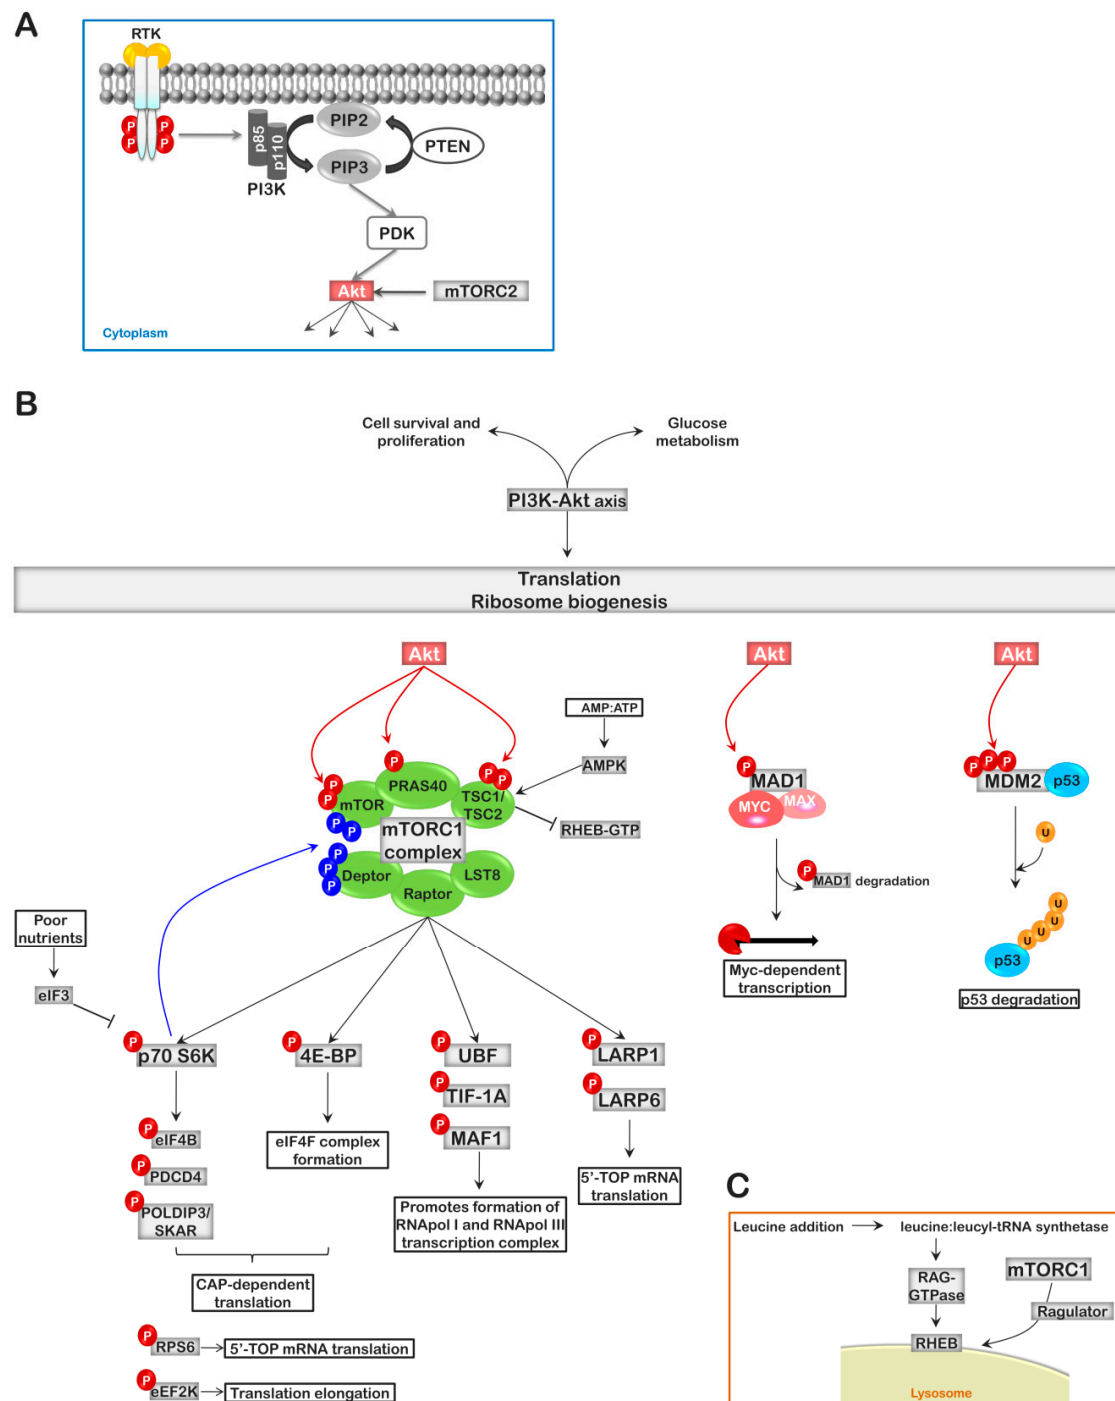 A
RTK
P P
P P
p85
p110
PI3K
PIP2
PIP3
PTEN
PDK
Akt
mTORC2
Cytoplasm
B
Cell survival and
proliferation
Glucose
metabolism
PI3K-Akt axis
Translation
Ribosome biogenesis
Akt
Akt
Akt
AMP:ATP
AMPK
P
P
P
P P
mTOR
PRAS40
TSC1/
TSC2
RHEB-GTP
P
P
mTORC1
complex
P
P
P
Deptor
Raptor
LST8
P
MAD1
MYC
MAX
P
MAD1 degradation
Myc-dependent
transcription
P P P
MDM2
p53
U
U
U
U
U
p53
p53 degradation
Poor
nutrients
eIF3
P
p70 S6K
P
4E-BP
P
UBF
P
TIF-1A
P
MAF1
P
LARP1
P
LARP6
P
eIF4B
P
PDCD4
P
POLDIP3/
SKAR
eIF4F complex
formation
Promotes formation of
RNApol I and RNApol III
transcription complex
5'-TOP mRNA
translation
CAP-dependent
translation
P
RPS6
5'-TOP mRNA translation
P
eEF2K
Translation elongation
C
Leucine addition
leucine:leucyl-tRNA synthetase
RAG-
GTPase
mTORC1
Ragulator
RHEB
Lysosome